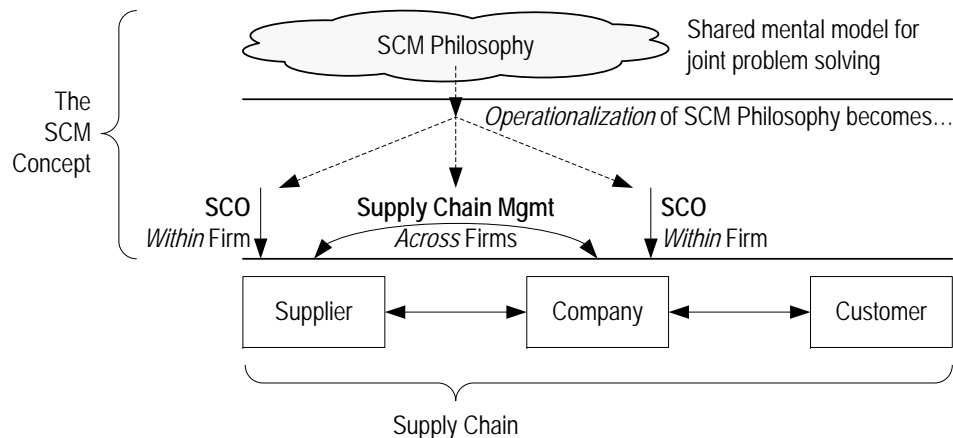 SCM Philosophy
Shared mental model for
joint problem solving
The
SCM
Concept
Operationalization of SCM Philosophy becomes…
SCO
Within Firm
Supply Chain Mgmt
Across Firms
SCO
Within Firm
Supplier
Company
Customer
Supply Chain